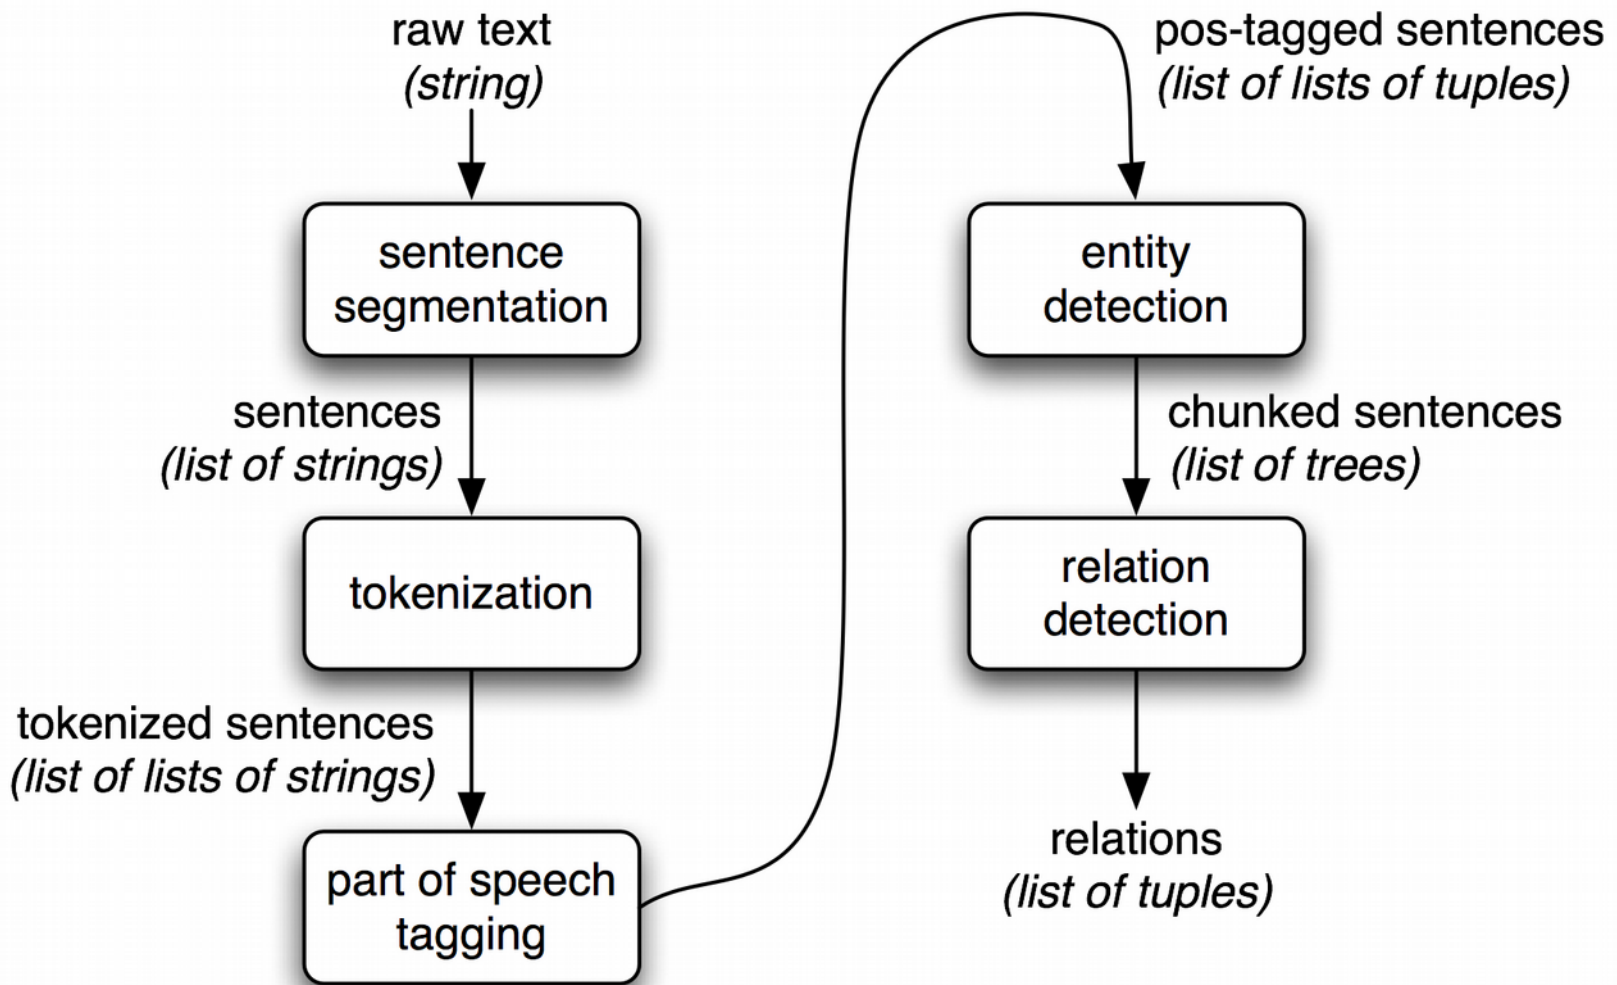 raw text
(string)
sentence
segmentation
sentences
(list of strings)
tokenization
tokenized sentences
(list of lists of strings)
part of speech
tagging
pos-tagged sentences
(list of lists of tuples)
entity
detection
chunked sentences
(list of trees)
relation
detection
relations
(list of tuples)